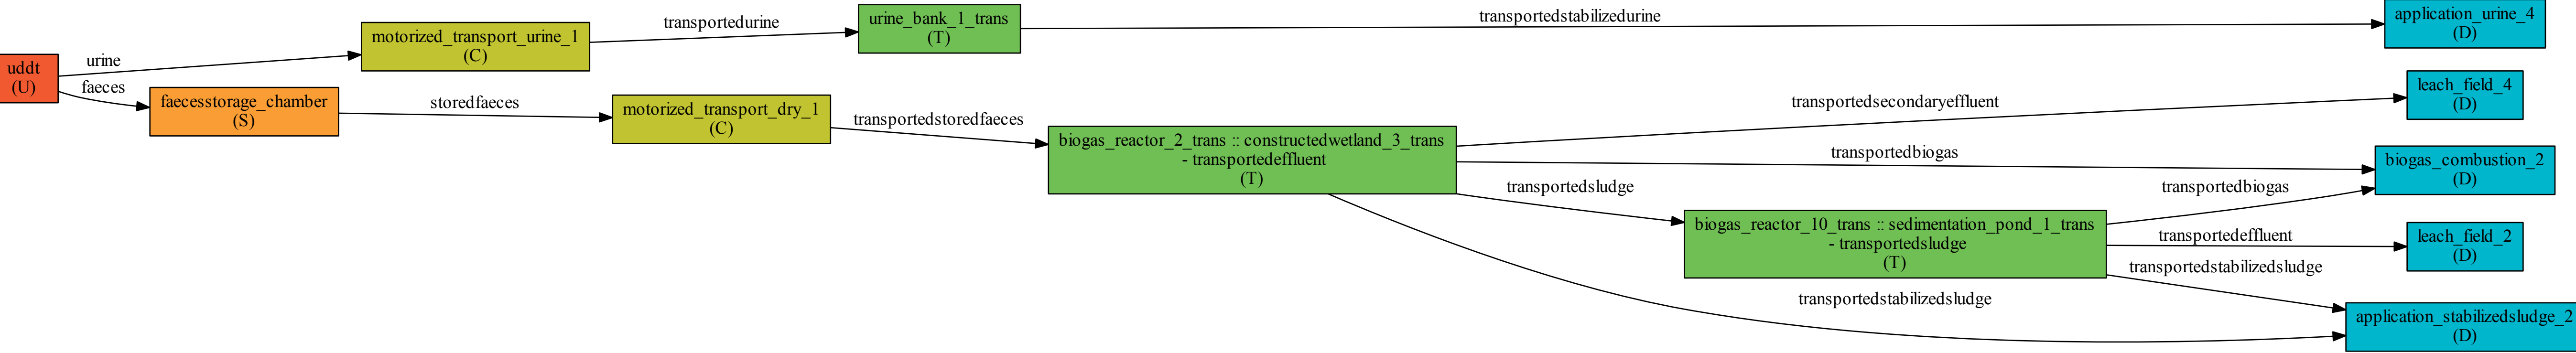 uddt
(U)
urine
faeces
motorized_transport_urine_1
(C)
faecesstorage_chamber
(S)
transportedurine
storedfaeces
urine_bank_1_trans
(T)
motorized_transport_dry_1
(C)
transportedstoredfaeces
transportedstabilizedurine
biogas_reactor_2_trans :: constructedwetland_3_trans
- transportedeffluent
(T)
transportedsecondaryeffluent
transportedbiogas
transportedsludge
transportedstabilizedsludge
biogas_reactor_10_trans :: sedimentation_pond_1_trans
- transportedsludge
(T)
transportedbiogas
transportedeffluent
transportedstabilizedsludge
application_urine_4
(D)
leach_field_4
(D)
biogas_combustion_2
(D)
leach_field_2
(D)
application_stabilizedsludge_2
(D)